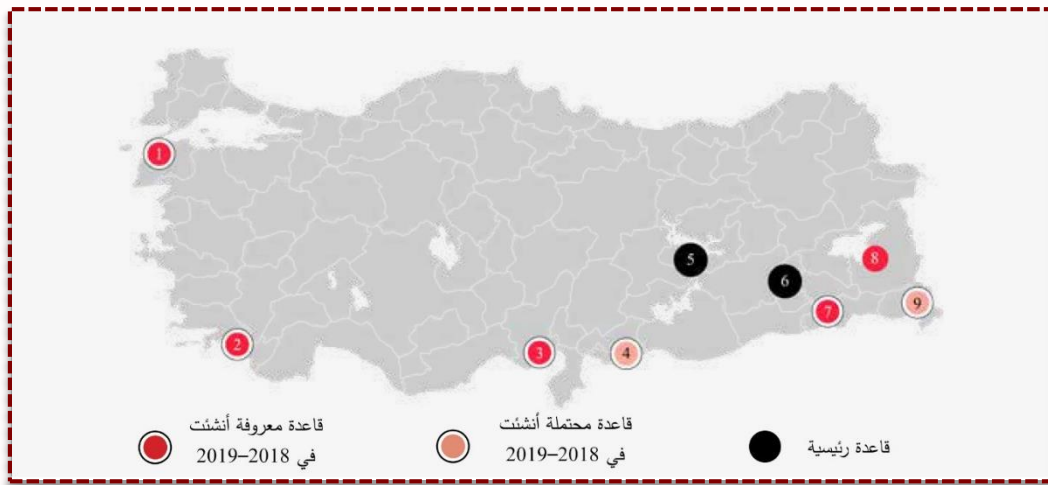 1
2
3
4
5
6
7
8
9
قاعدة معروفة أنشئت
في 2018–2019
قاعدة محتملة أنشئت
في 2018–2019
قاعدة رئيسية